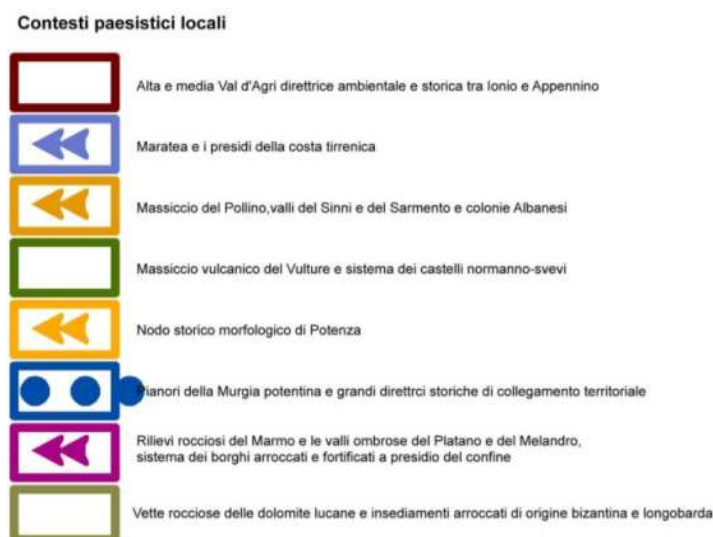 Contesti paesistici locali
Alta e media Val d'Agri direttrice ambientale e storica tra Ionio e Appennino
Maratea e i presidi della costa tirrenica
Massiccio del Pollino,valli del Sinni e del Sarmento e colonie Albanesi
Massiccio vulcanico del Vulture e sistema dei castelli normanno-svevi
Nodo storico morfologico di Potenza
Pianori della Murgia potentina e grandi direttrci storiche di collegamento territoriale
Rilievi rocciosi del Marmo e le valli ombrose del Platano e del Melandro,
sistema dei borghi arroccati e fortificati a presidio del confine
Vette rocciose delle dolomite lucane e insediamenti arroccati di origine bizantina e longobarda